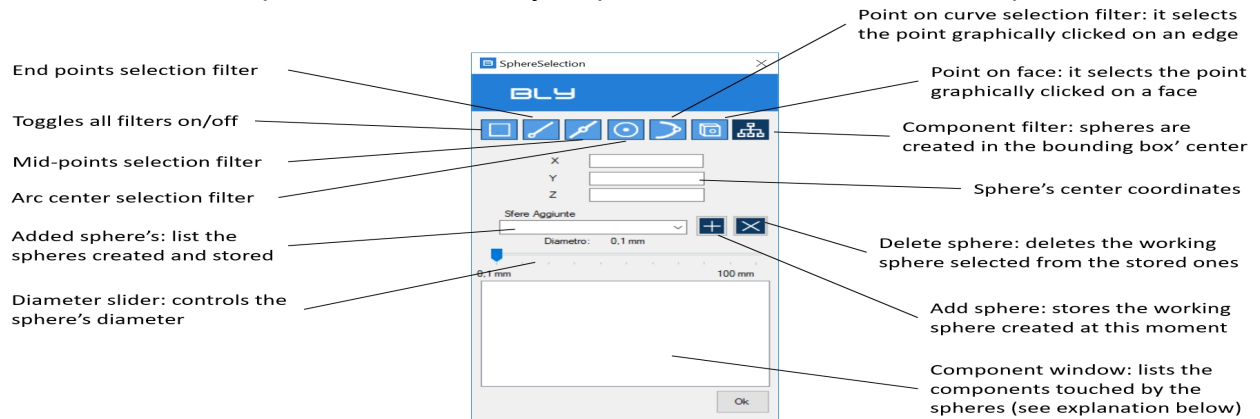 Point on curve selection filter: it selects
the point graphically clicked on an edge
End points selection filter
Toggles all filters on/off
Mid-points selection filter
Arc center selection filter
Added sphere's: list the
spheres created and stored
Diameter slider: controls the
sphere's diameter
SphereSelection
BLY
X
Y
Z
Sfere Aggiunte
Diametro: 0,1 mm
0,1 mm 100 mm
Ok
Point on face: it selects the point
graphically clicked on a face
Component filter: spheres are
created in the bounding box' center
Sphere's center coordinates
Delete sphere: deletes the working
sphere selected from the stored ones
Add sphere: stores the working
sphere created at this moment
Component window: lists the
components touched by the
spheres (see explanation below)